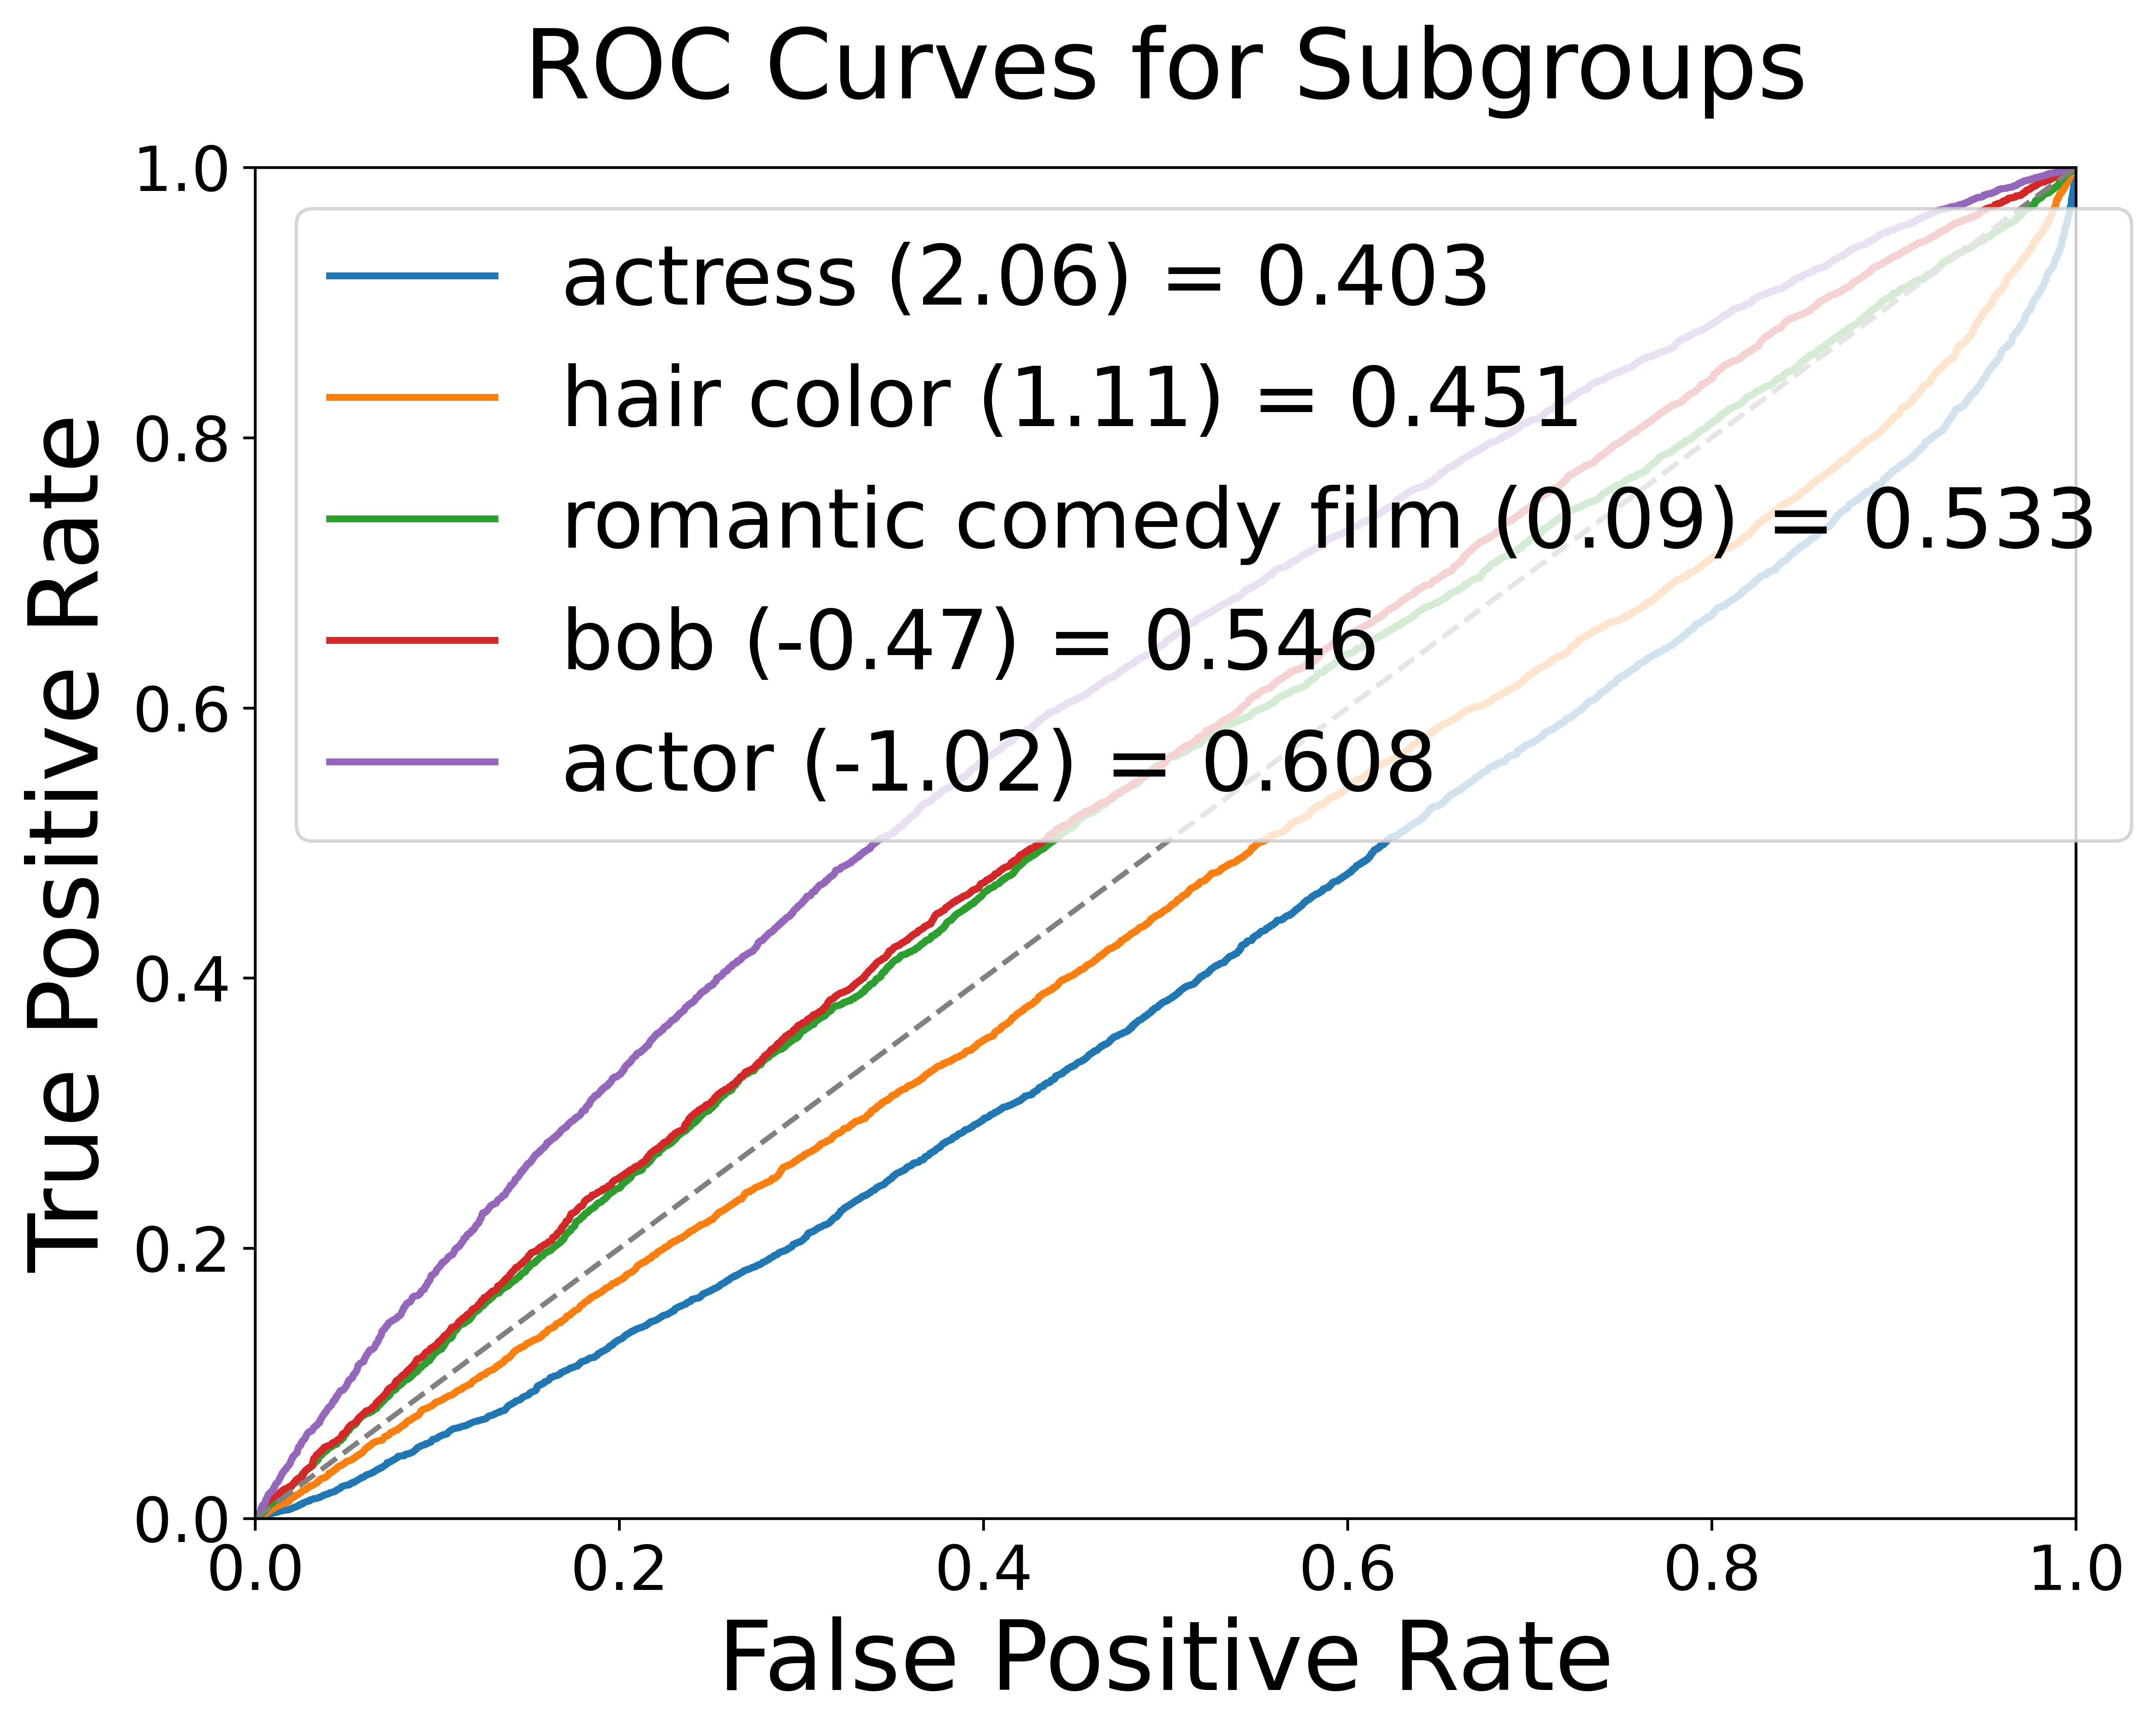 ROC Curves for Subgroups
True Positive Rate
1.0
0.8
0.6
0.4
0.2
0.0
actress (2.06) = 0.403
hair color (1.11) = 0.451
romantic comedy film (0.09) = 0.533
bob (-0.47) = 0.546
actor (-1.02) = 0.608
0.0 0.2 0.4 0.6 0.8 1.0
False Positive Rate